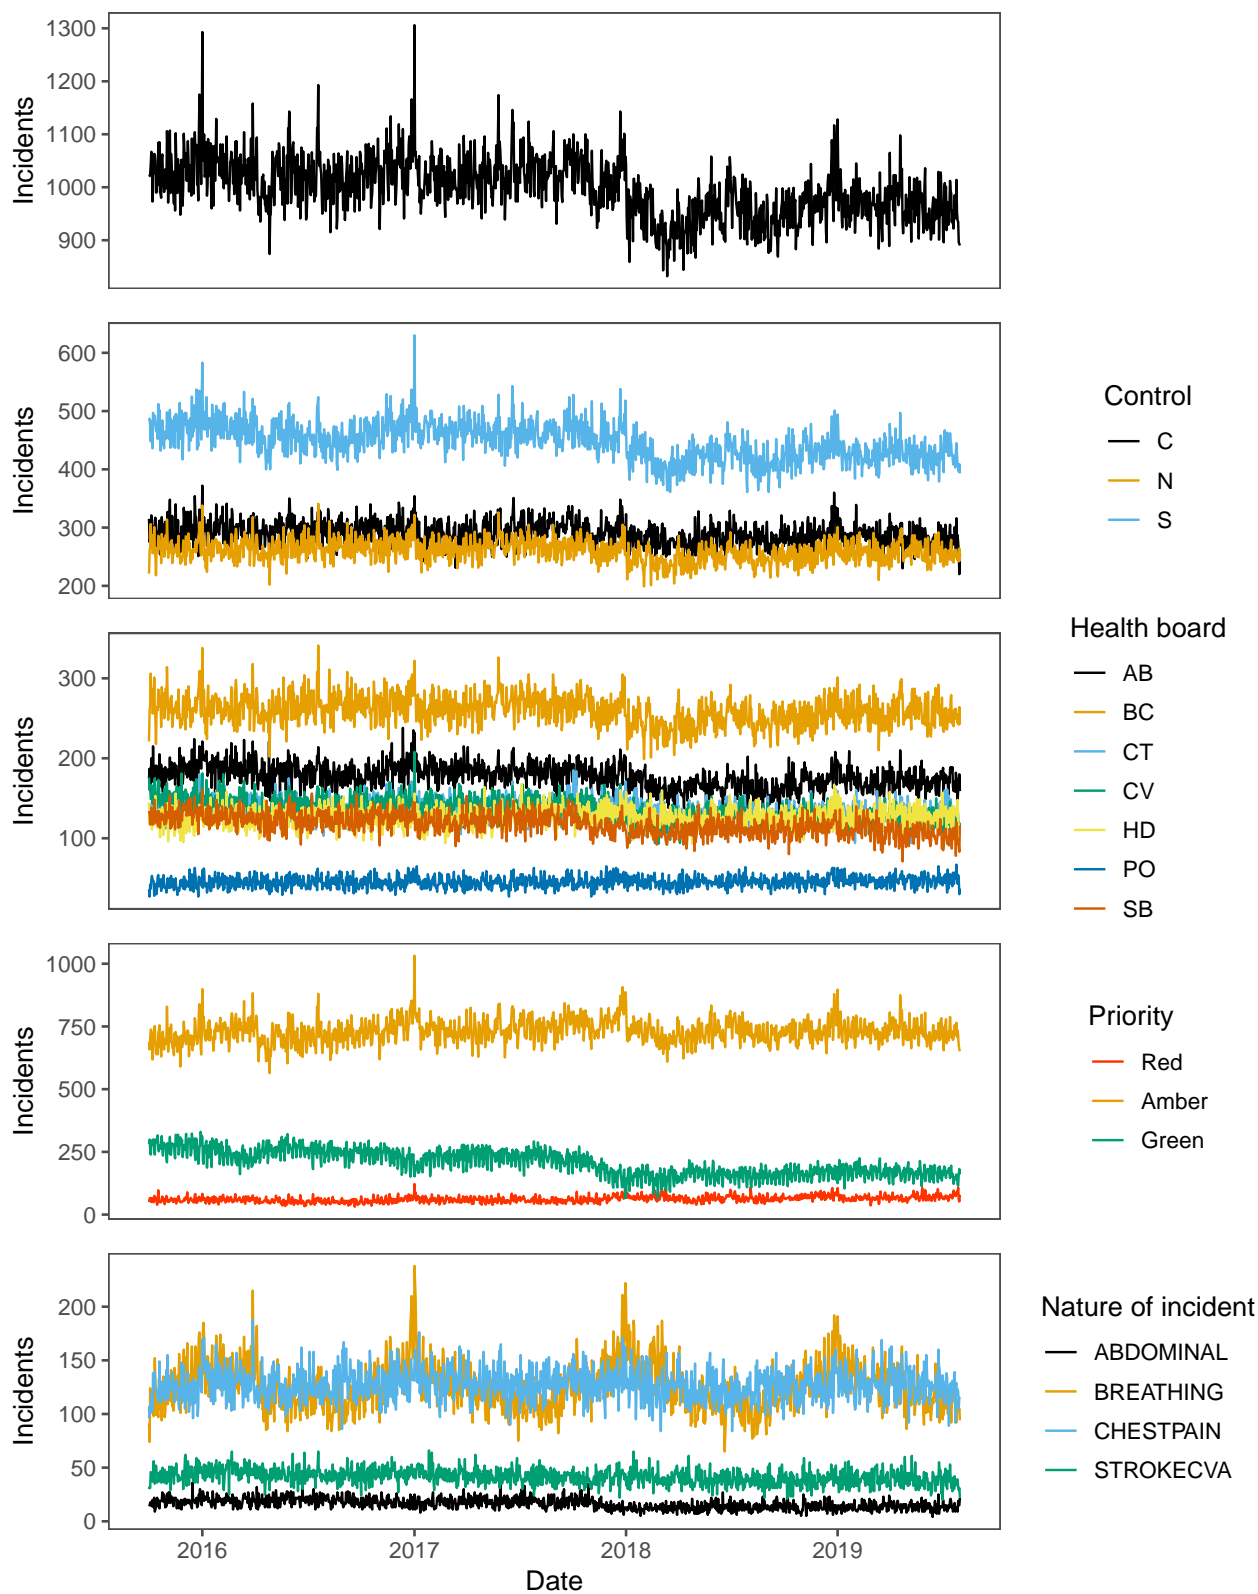 Incidents
1300
1200
1100
1000
900
Incidents
600
500
400
300
200
Control
C
N
S
Incidents
300
200
100
Health board
AB
BC
CT
CV
HD
PO
SB
Incidents
1000
750
500
250
0
Priority
Red
Amber
Green
Incidents
200
150
100
50
0
Nature of incident
ABDOMINAL
BREATHING
CHESTPAIN
STROKECVA
2016 2017 2018 2019
Date